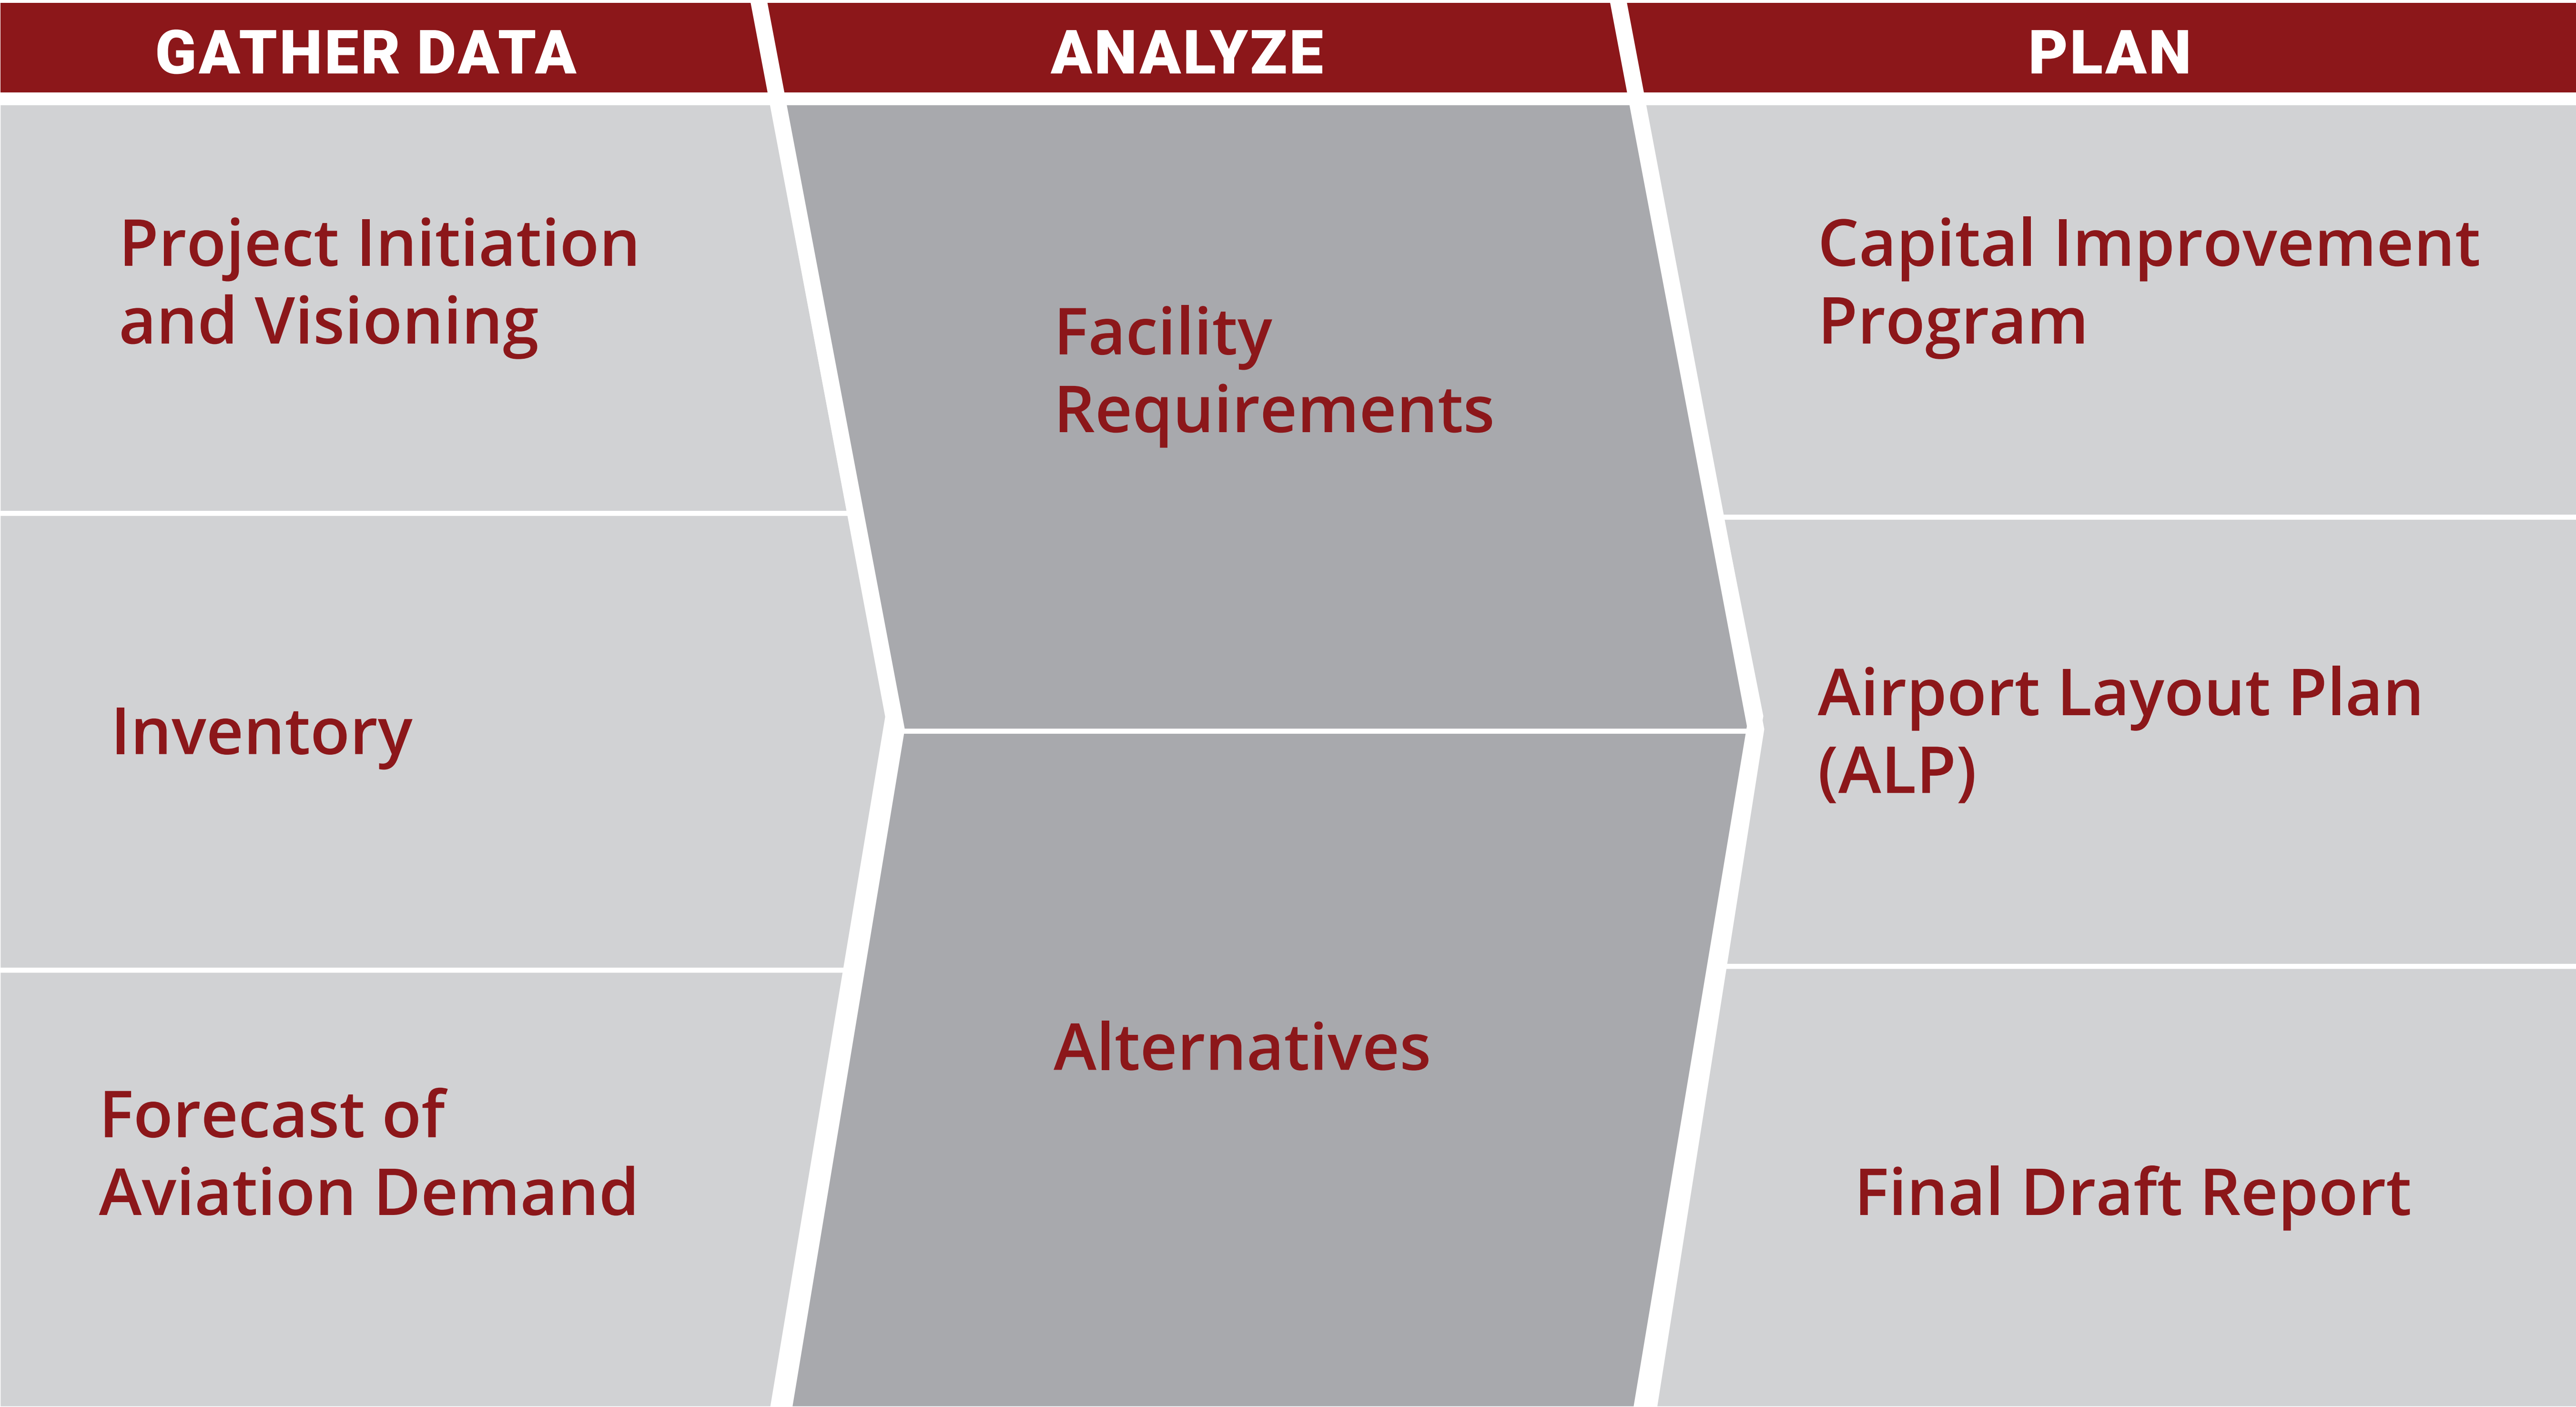 GATHER DATA
Project Initiation
and Visioning
Inventory
Forecast of
Aviation Demand
ANALYZE
Facility
Requirements
Alternatives
PLAN
Capital Improvement
Program
Airport Layout Plan
(ALP)
Final Draft Report